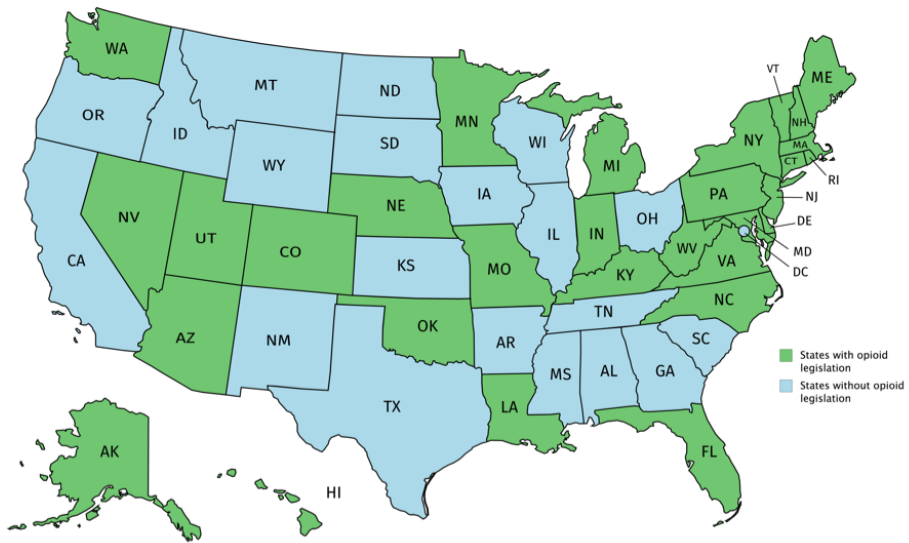 WA
MT
ND
MN
OR
ID
SD
WI
WY
MI
NY
VT
ME
NH
MA
CT
RI
NJ
PA
IA
NE
NV
UT
CO
CA
IL
IN
OH
WV
VA
DE
MD
DC
KS
MO
KY
NC
TN
AZ
NM
OK
AR
SC
MS
AL
GA
TX
LA
FL
AK
HI
States with opioid
legislation
States without opioid
legislation